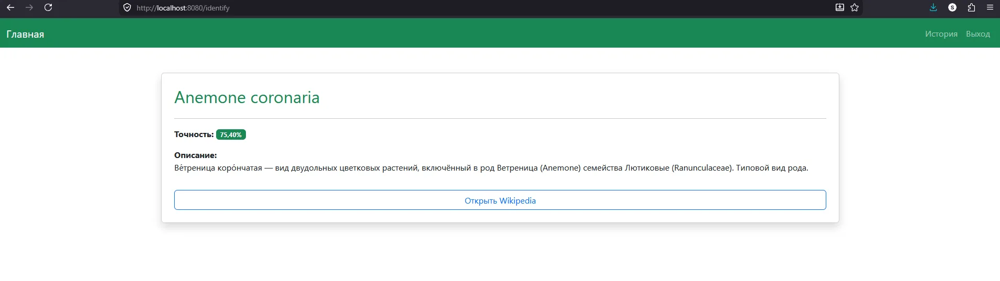 http://localhost:8080/identify
S
Главная
История Выход
Anemone coronaria
Точность: 75,40%
Описание:
Ве́треница коро́нчатая — вид двудольных цветковых растений, включённый в род Ветреница (Anemone) семейства Лютиковые (Ranunculaceae). Типовой вид рода.
Открыть Wikipedia